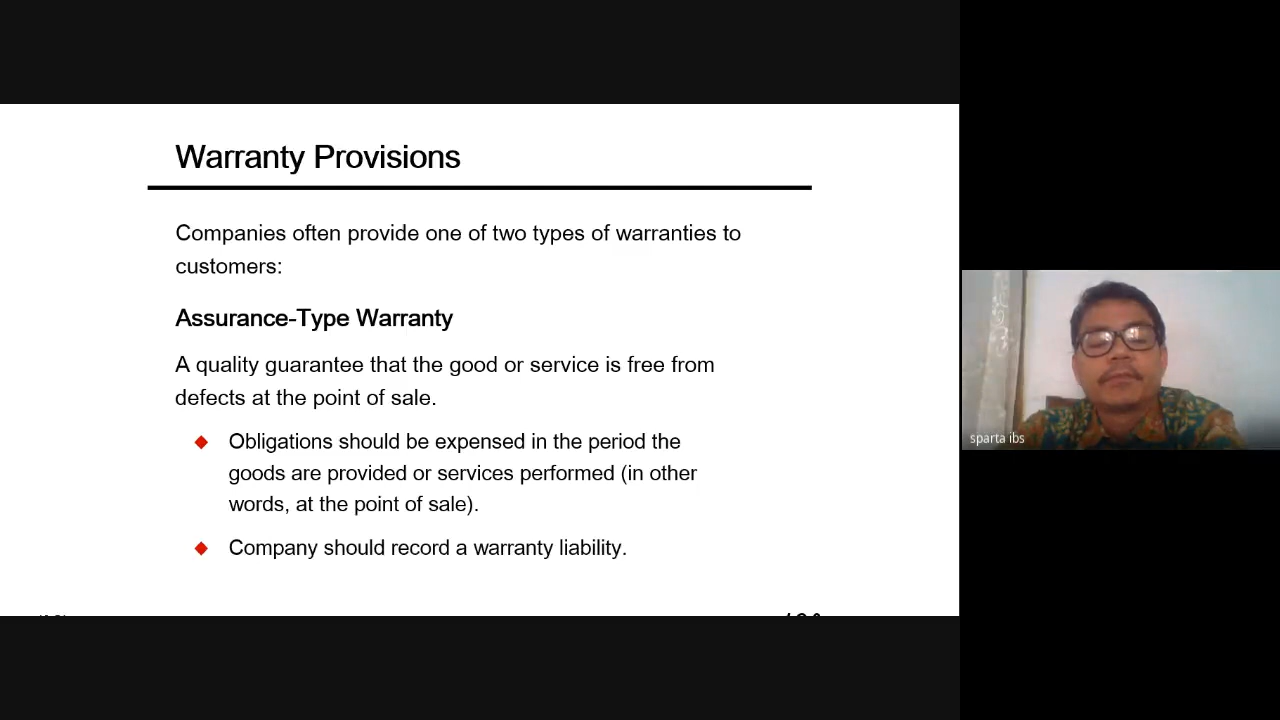 Warranty Provisions
Companies often provide one of two types of warranties to
customers:
Assurance-Type Warranty
A quality guarantee that the good or service is free from
defects at the point of sale.
Obligations should be expensed in the period the
goods are provided or services performed (in other
words, at the point of sale).
Company should record a warranty liability.
sparta ibs